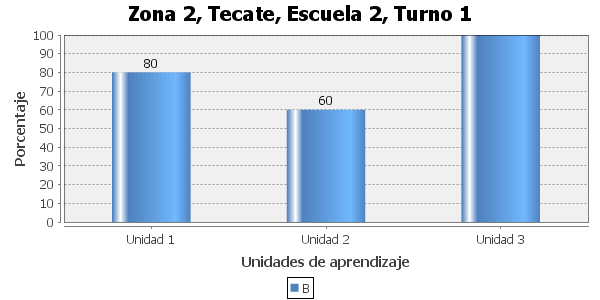 Zona 2, Tecate, Escuela 2, Turno 1
Porcentaje
100
90
80
70
60
50
40
30
20
10
0
80
60
Unidad 1
Unidad 2
Unidad 3
Unidades de aprendizaje
B